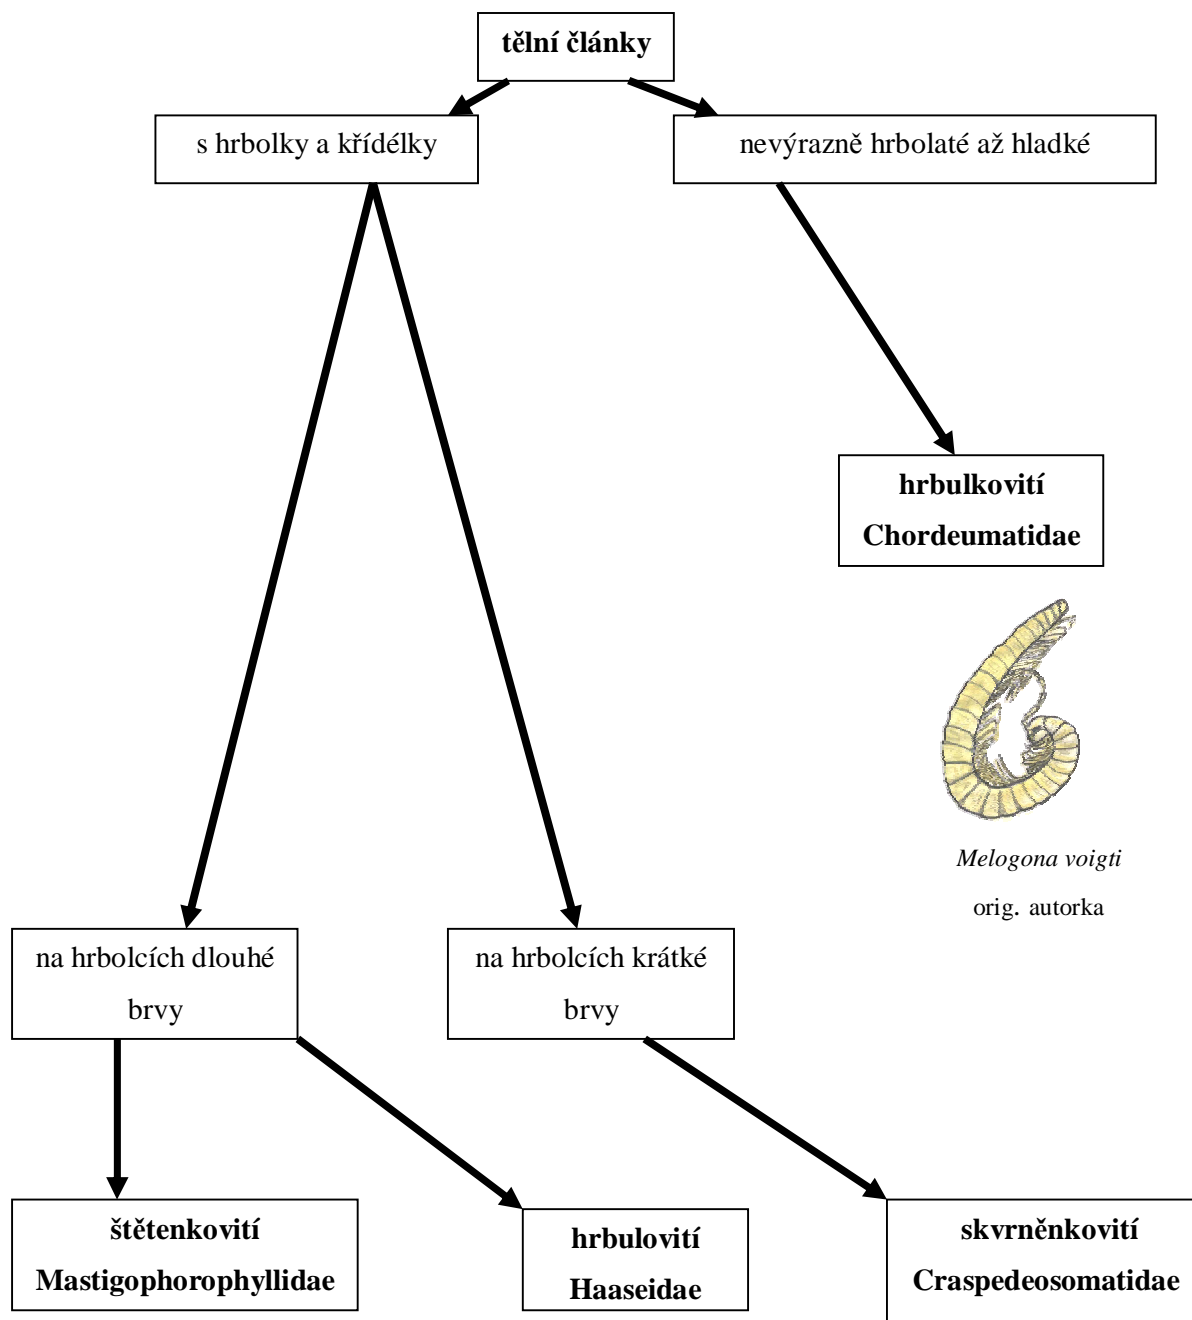 tělní články
s hrbolky a křídélky
nevýrazně hrbolaté až hladké
hrbulkovití
Chordeumatidae
Melogona voigti
orig. autorka
na hrbolcích dlouhé
brvy
na hrbolcích krátké
brvy
štětenkovití
Mastigophorophyllidae
hrbulovití
Haaseidae
skvrněnkovití
Craspedeosomatidae